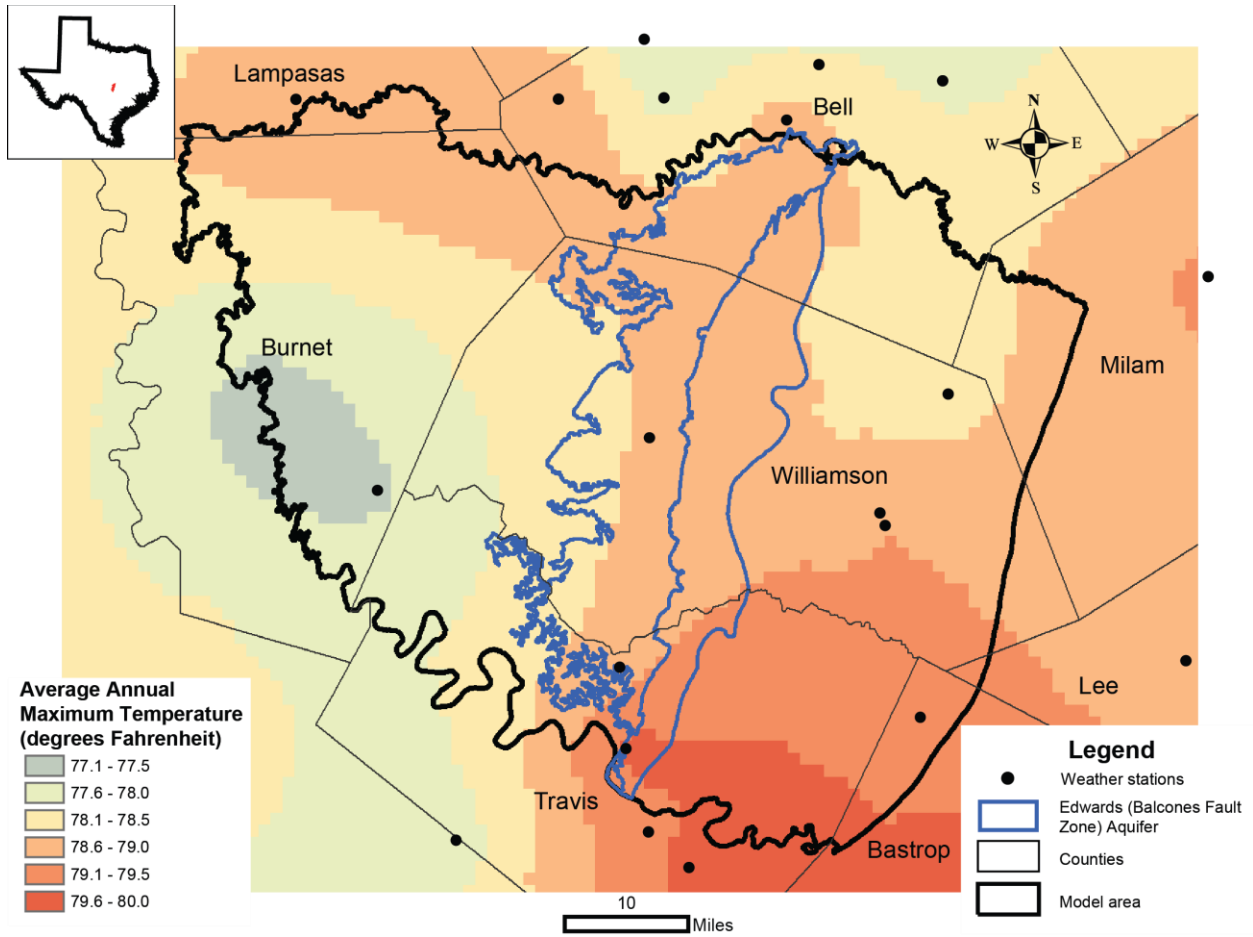 Lampasas
Bell
N
W E
S
Burnet
Milam
Williamson
Lee
Travis
Bastrop
Average Annual
Maximum Temperature
(degrees Fahrenheit)
77.1 - 77.5
77.6 - 78.0
78.1 - 78.5
78.6 - 79.0
79.1 - 79.5
79.6 - 80.0
10
Miles
Legend
Weather stations
Edwards (Balcones Fault
Zone) Aquifer
Counties
Model area